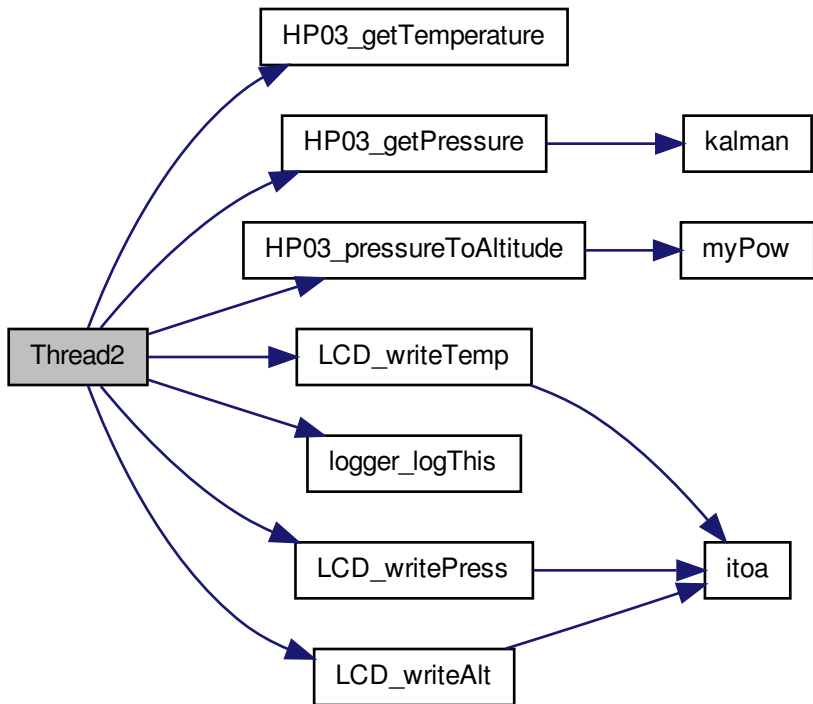 HP03_getTemperature
HP03_getPressure
kalman
HP03_pressureToAltitude
myPow
Thread2
LCD_writeTemp
logger_logThis
LCD_writePress
itoa
LCD_writeAlt